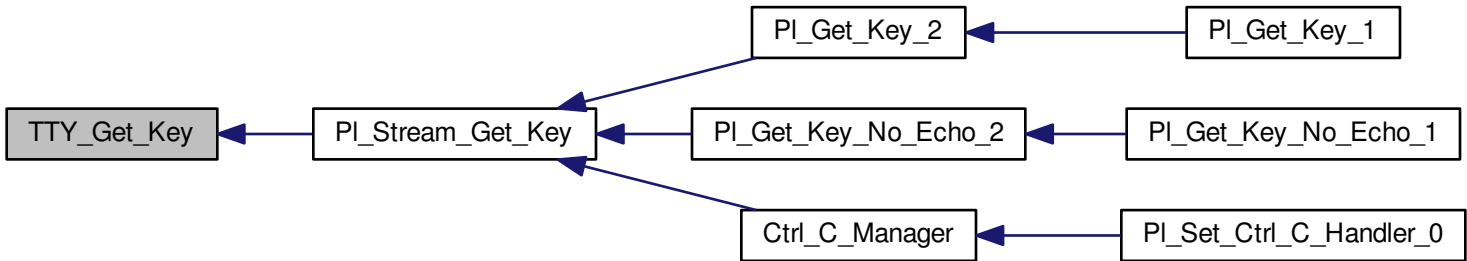 Pl_Get_Key_2
Pl_Get_Key_1
TTY_Get_Key
Pl_Stream_Get_Key
Pl_Get_Key_No_Echo_2
Pl_Get_Key_No_Echo_1
Ctrl_C_Manager
Pl_Set_Ctrl_C_Handler_0